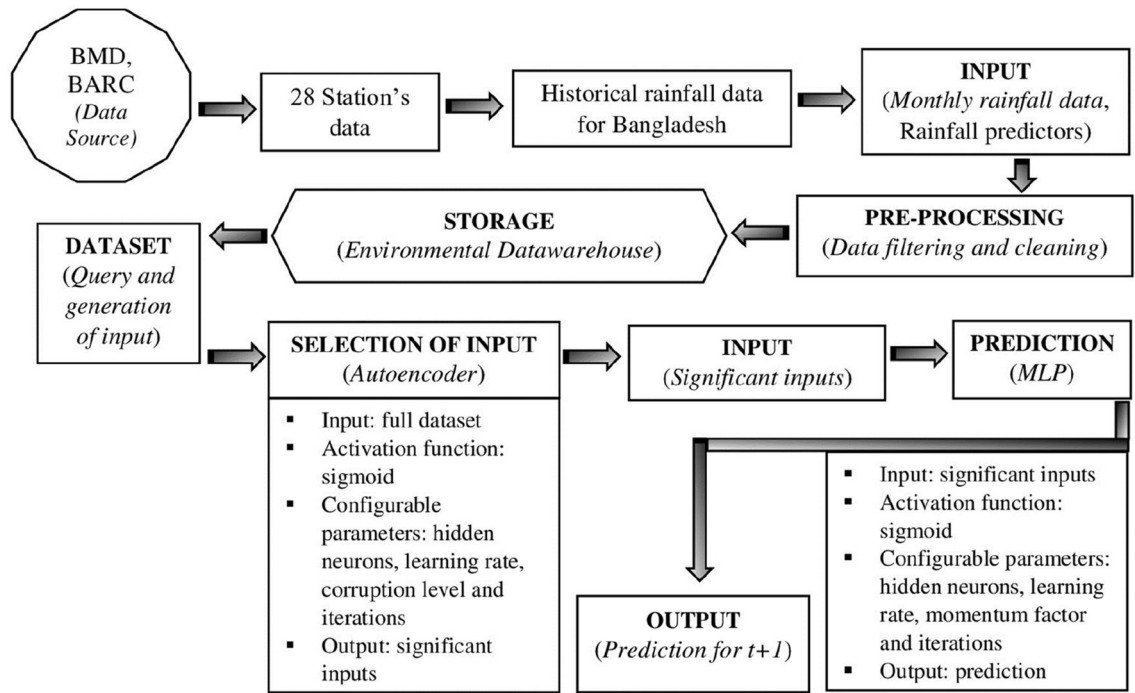 BMD,
BARC
(Data
Source)
28 Station's
data
Historical rainfall data
for Bangladesh
INPUT
(Monthly rainfall data,
Rainfall predictors)
PRE-PROCESSING
(Data filtering and cleaning)
STORAGE
(Environmental Datawarehouse)
DATASET
(Query and
generation
of input)
SELECTION OF INPUT
(Autoencoder)
▪ Input: full dataset
▪ Activation function:
sigmoid
▪ Configurable
parameters: hidden
neurons, learning rate,
corruption level and
iterations
▪ Output: significant
inputs
INPUT
(Significant inputs)
PREDICTION
(MLP)
▪ Input: significant inputs
▪ Activation function:
sigmoid
▪ Configurable parameters:
hidden neurons, learning
rate, momentum factor
and iterations
▪ Output: prediction
OUTPUT
(Prediction for t+1)